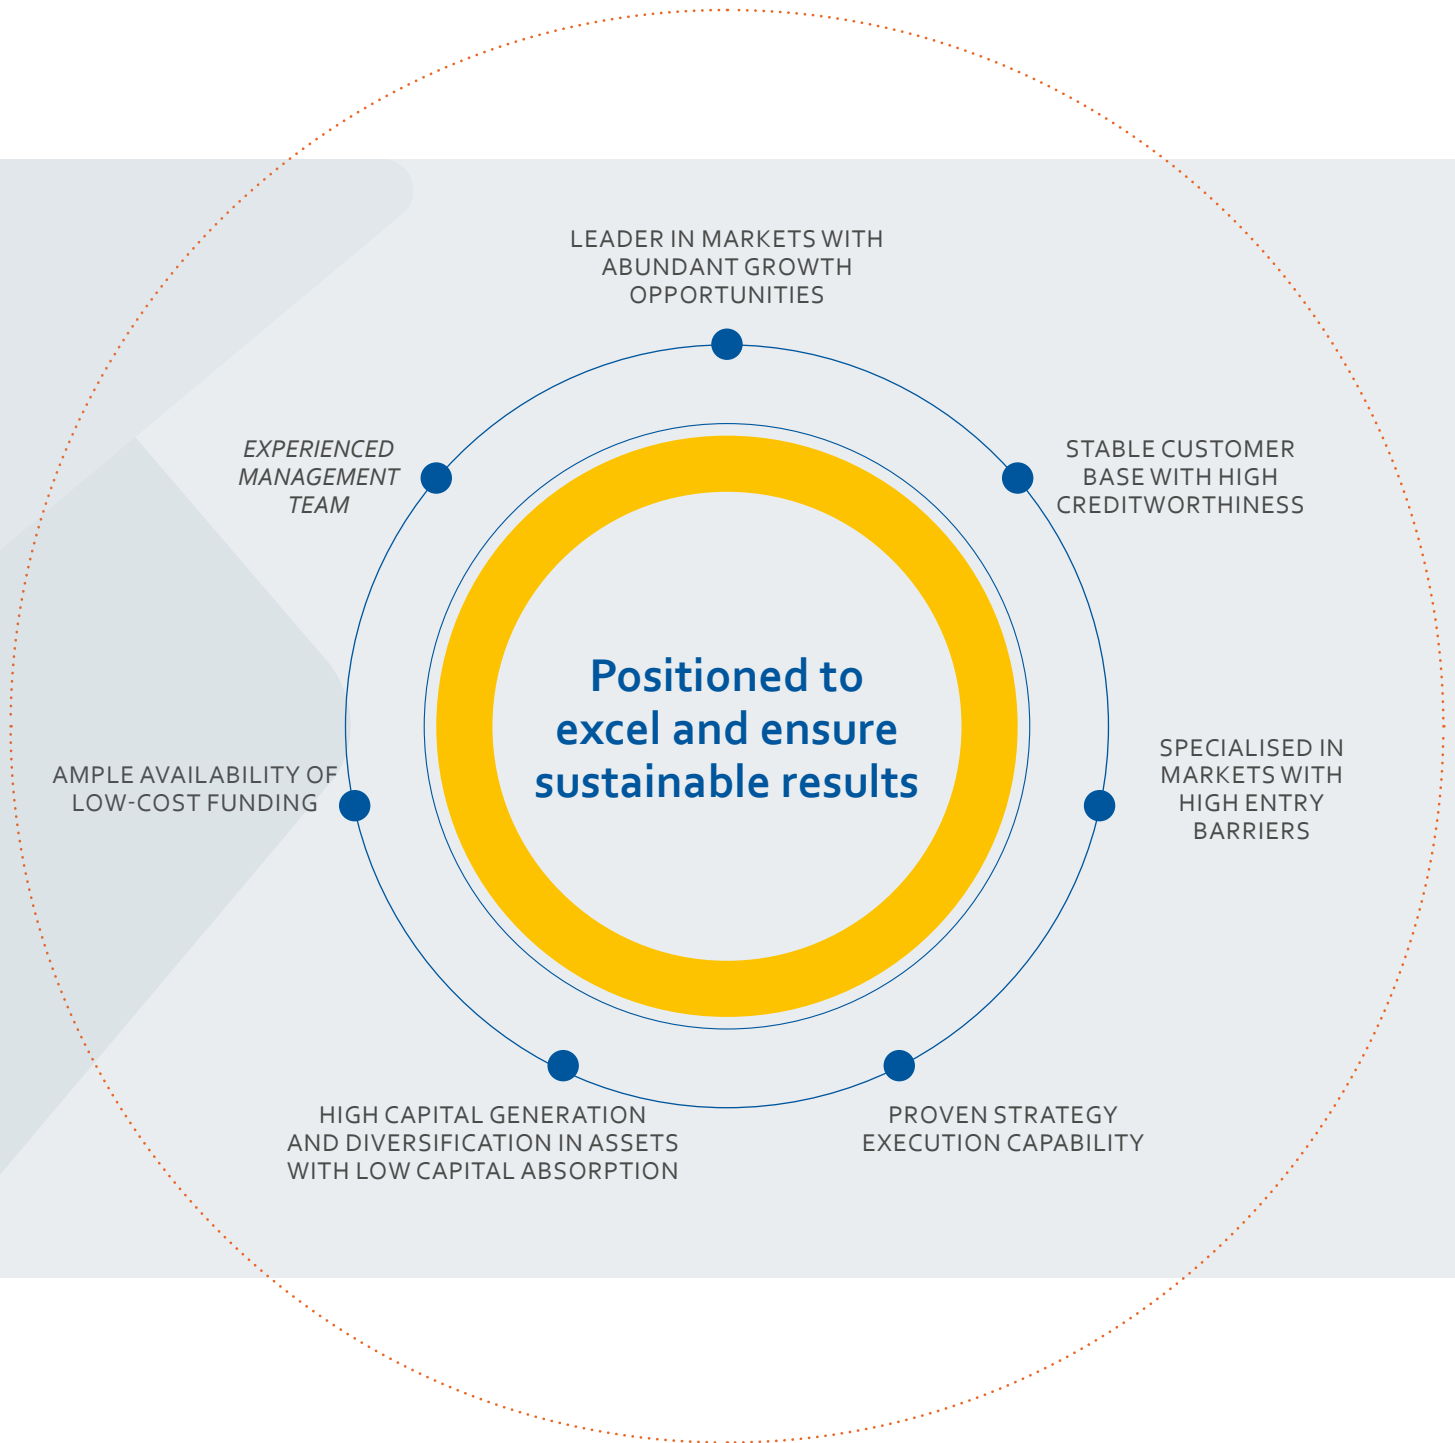 LEADER IN MARKETS WITH
ABUNDANT GROWTH
OPPORTUNITIES
STABLE CUSTOMER
BASE WITH HIGH
CREDITWORTHINESS
SPECIALISED IN
MARKETS WITH
HIGH ENTRY
BARRIERS
PROVEN STRATEGY
EXECUTION CAPABILITY
HIGH CAPITAL GENERATION
AND DIVERSIFICATION IN ASSETS
WITH LOW CAPITAL ABSORPTION
AMPLE AVAILABILITY OF
LOW-COST FUNDING
EXPERIENCED
MANAGEMENT
TEAM
Positioned to
excel and ensure
sustainable results